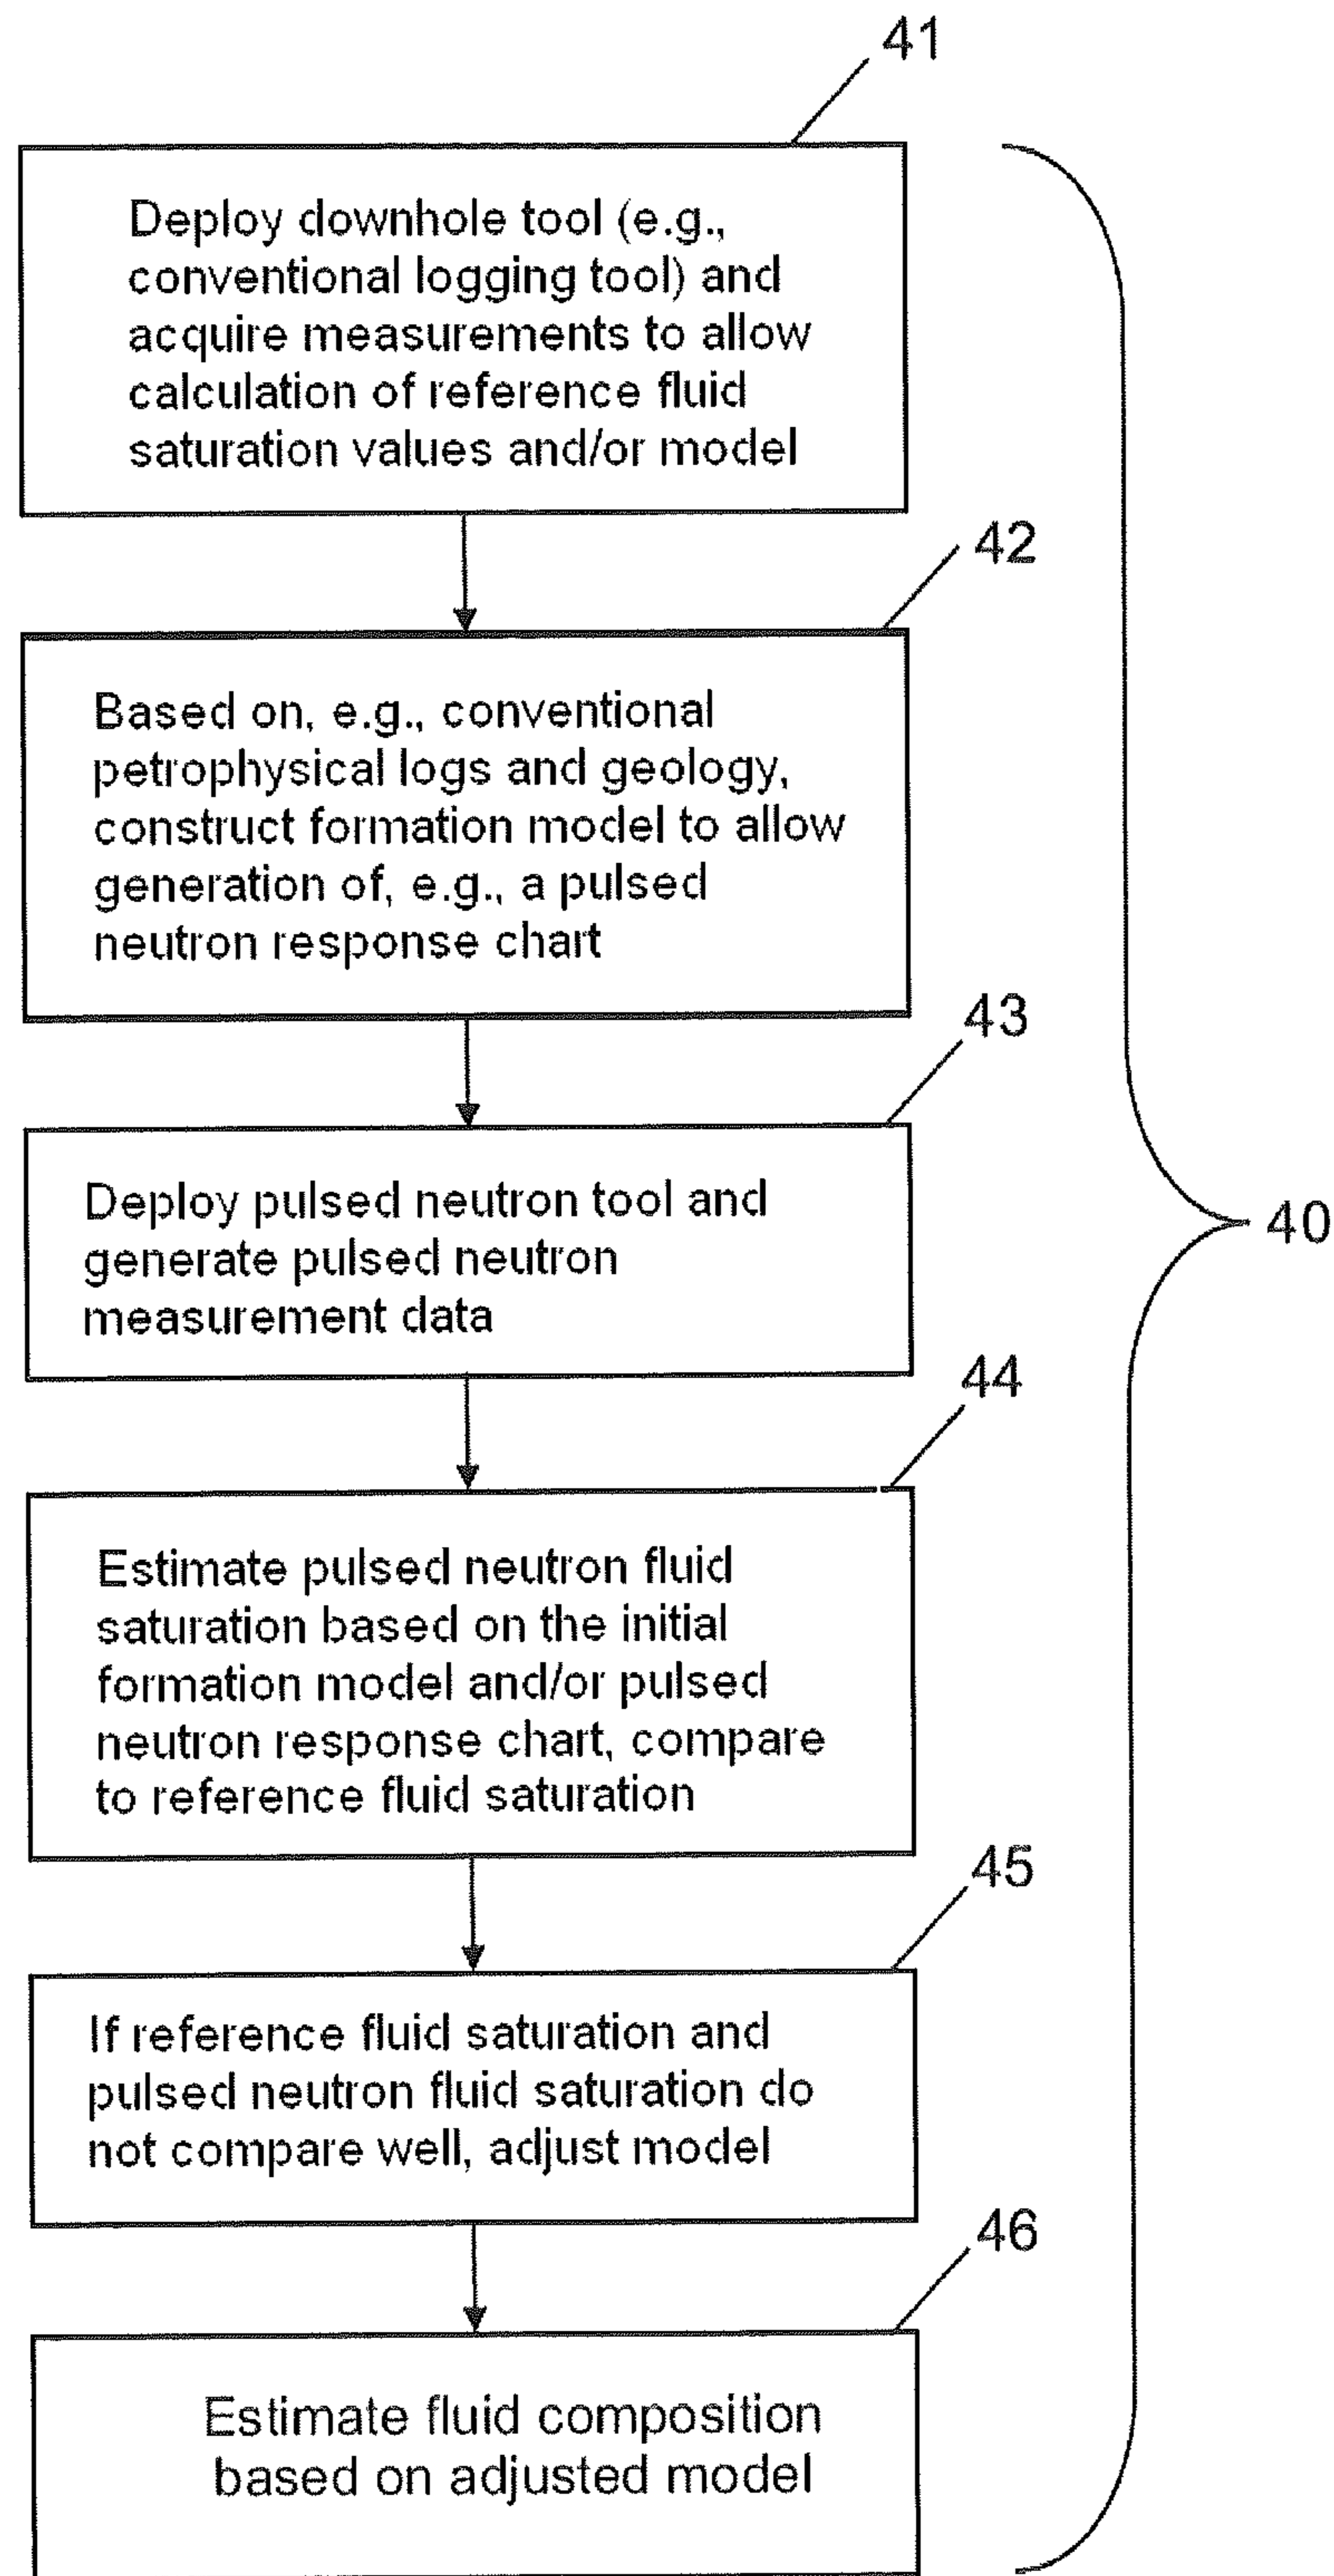 41
Deploy downhole tool (e.g.,
conventional logging tool) and
acquire measurements to allow
calculation of reference fluid
saturation values and/or model
42
Based on, e.g., conventional
petrophysical logs and geology,
construct formation model to allow
generation of, e.g., a pulsed
neutron response chart
43
Deploy pulsed neutron tool and
generate pulsed neutron
measurement data
40
44
Estimate pulsed neutron fluid
saturation based on the initial
formation model and/or pulsed
neutron response chart, compare
to reference fluid saturation
45
If reference fluid saturation and
pulsed neutron fluid saturation do
not compare well, adjust model
46
Estimate fluid composition
based on adjusted model